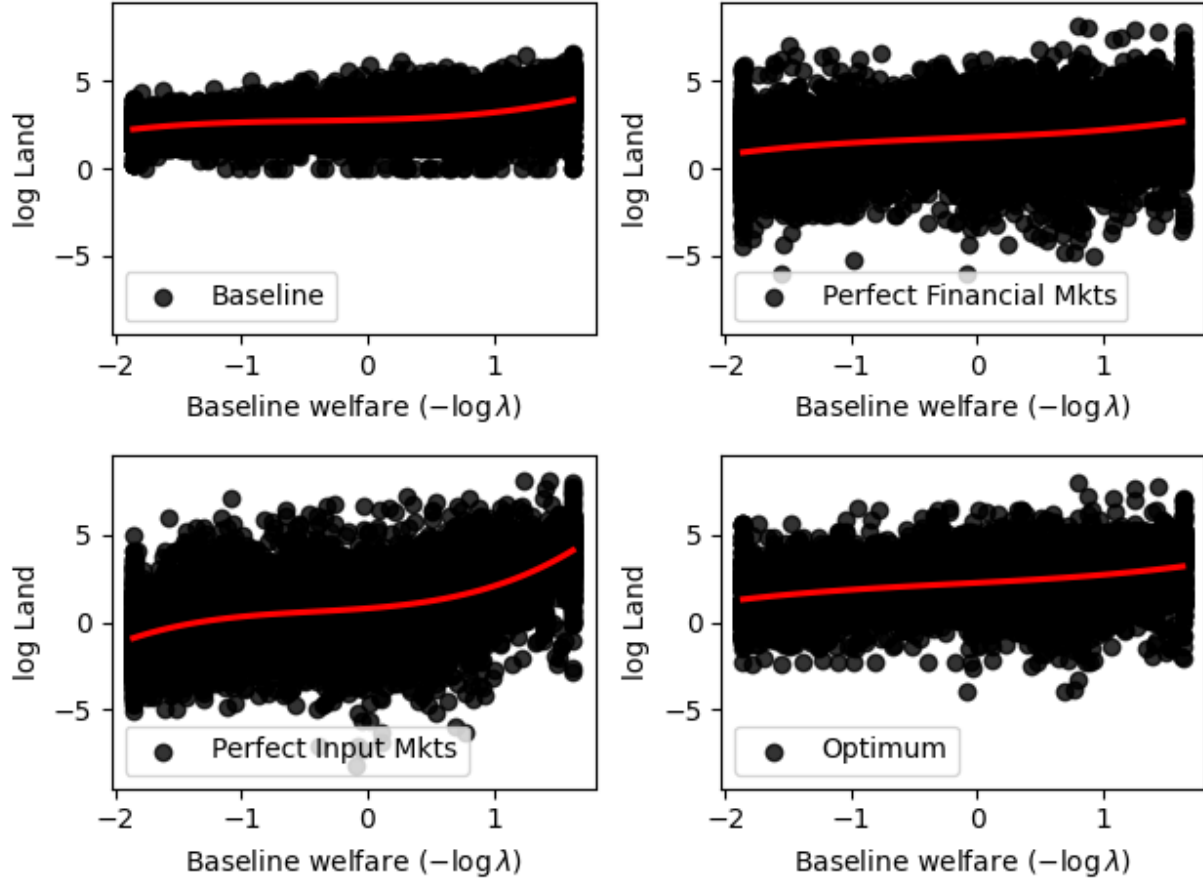 5
0
−5
log Land
Baseline
−2 −1 0 1
Baseline welfare (−log λ)
5
0
−5
log Land
Perfect Financial Mkts
−2 −1 0 1
Baseline welfare (−log λ)
5
0
−5
log Land
Perfect Input Mkts
−2 −1 0 1
Baseline welfare (−log λ)
5
0
−5
log Land
Optimum
−2 −1 0 1
Baseline welfare (−log λ)